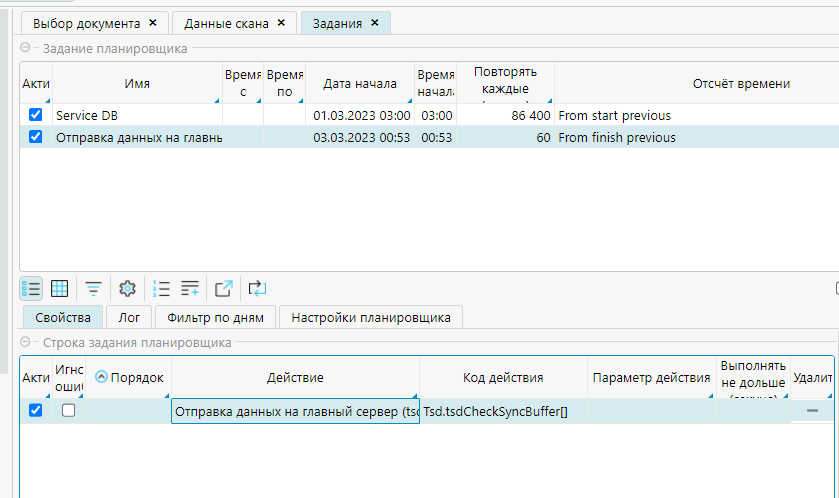 Выбор документа × Данные скана × Задания ×
Задание планировщика
Акти Имя Время с Время по Дата начала Время начала Повторять каждые Отсчёт времени
Service DB 01.03.2023 03:00 03:00 86 400 From start previous
Отправка данных на главн 03.03.2023 00:53 00:53 60 From finish previous
Свойства Лог Фильтр по дням Настройки планировщика
Строка задания планировщика
Акти Игно ошиб Порядок Действие Код действия Параметр действия Выполнять не дольше Удалит
Отправка данных на главный сервер (tsd Tsd.tsdCheckSyncBuffer[]